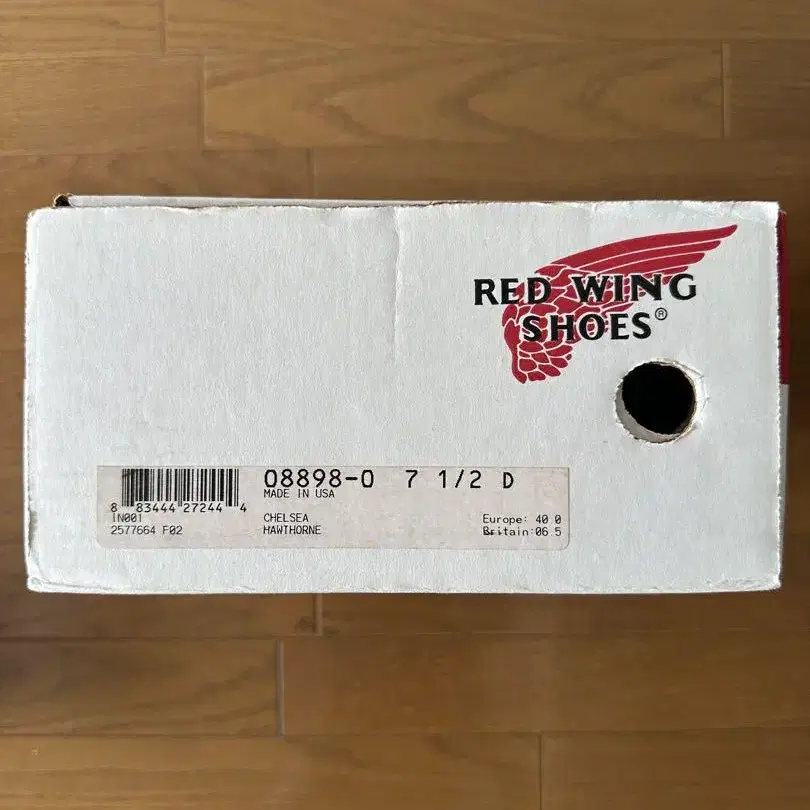 RED WING
SHOES®
08898-0 7 1/2 D
MADE IN USA
8 83444 27244 4
IN001
CHELSEA
Europe: 40 0
2577664 F02
HAWTHORNE
Britain:06 5